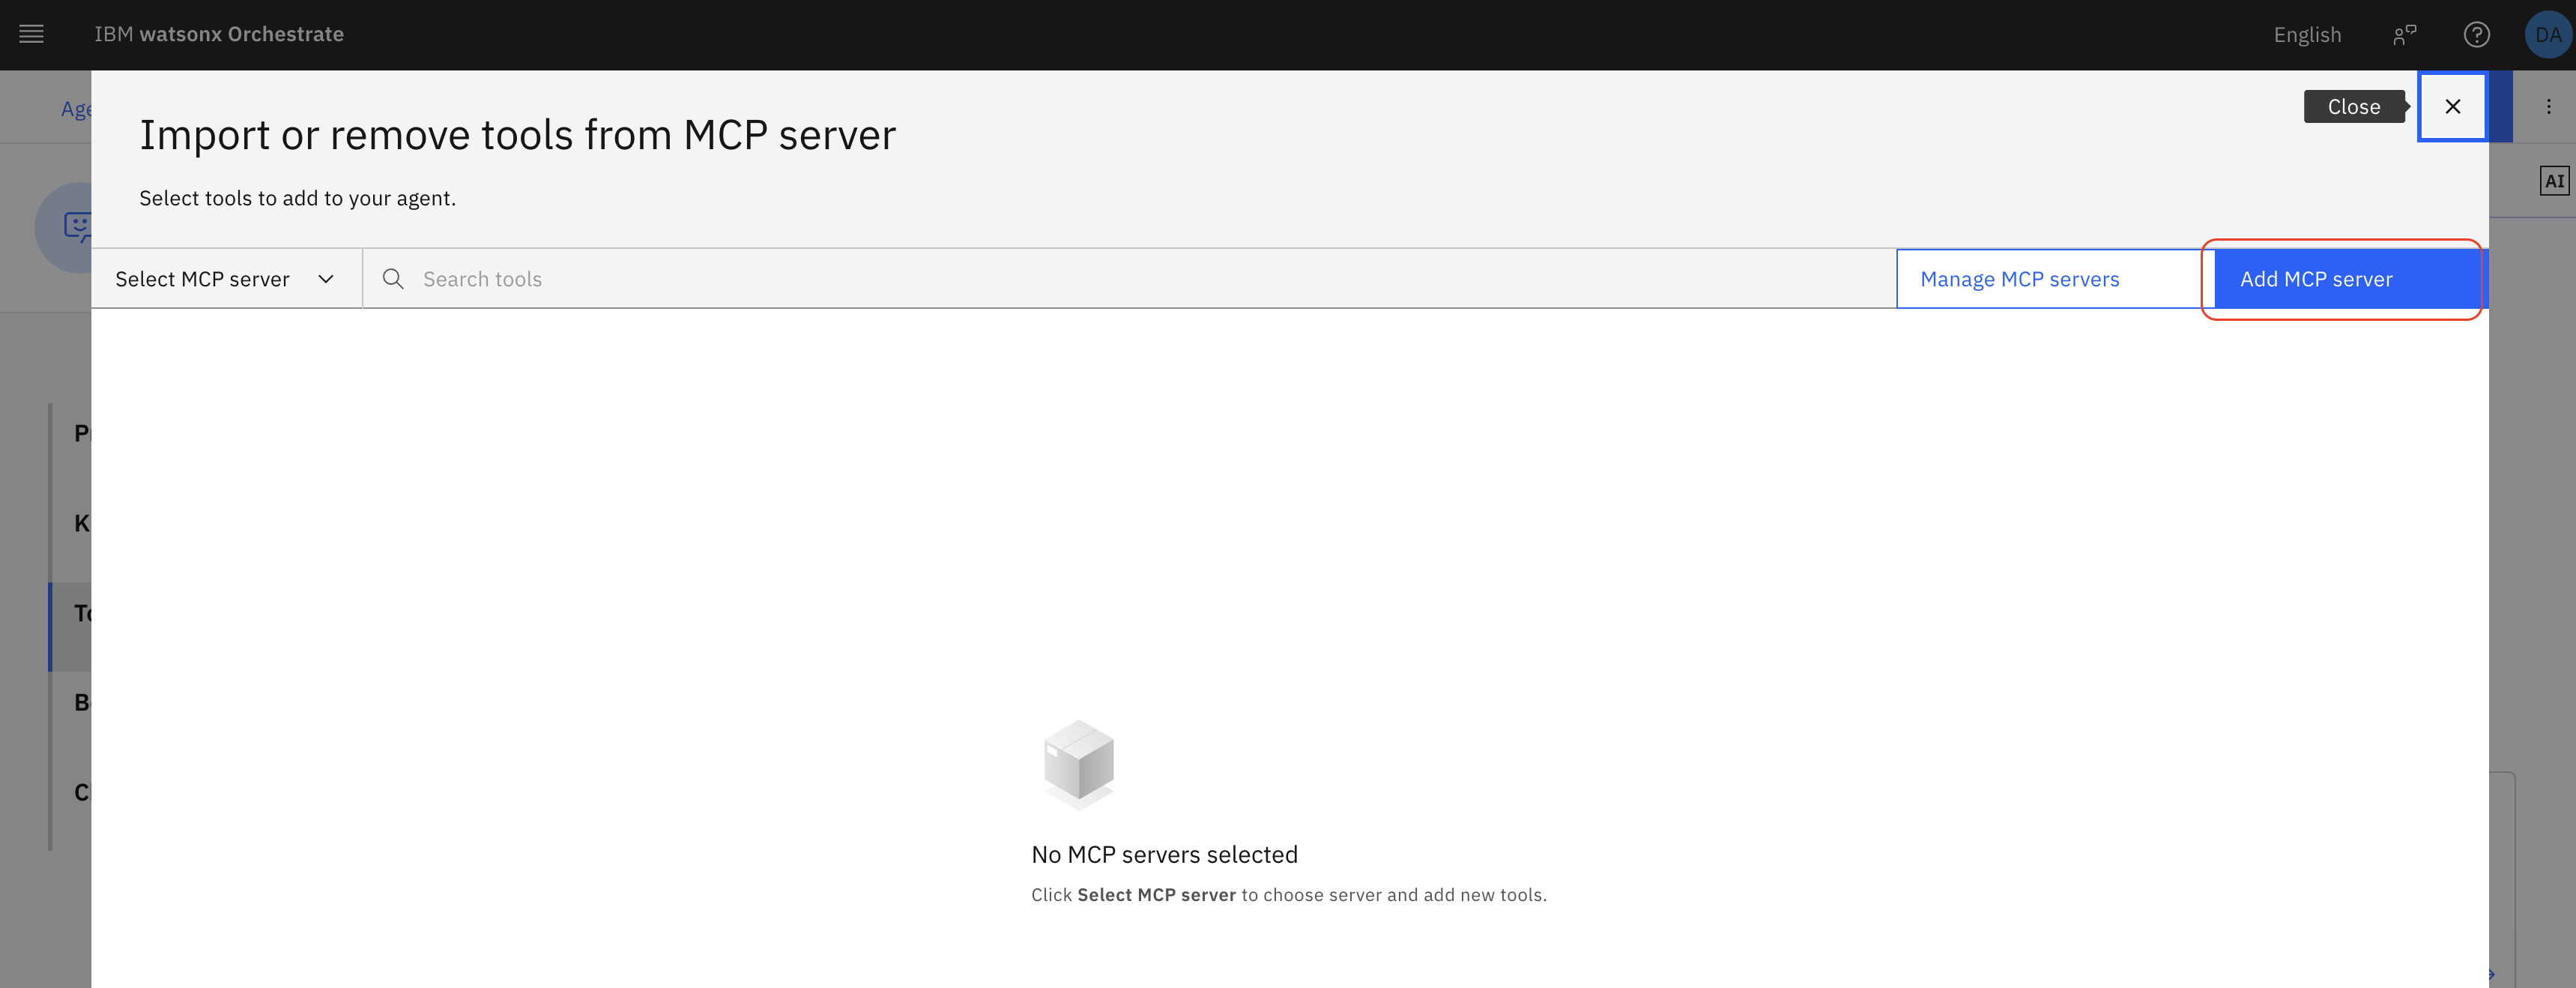 IBM watsonx Orchestrate
English
DA
Age
Import or remove tools from MCP server
Close
Select tools to add to your agent.
AI
Select MCP server
Search tools
Manage MCP servers
Add MCP server
P
K
To
B
C
No MCP servers selected
Click Select MCP server to choose server and add new tools.